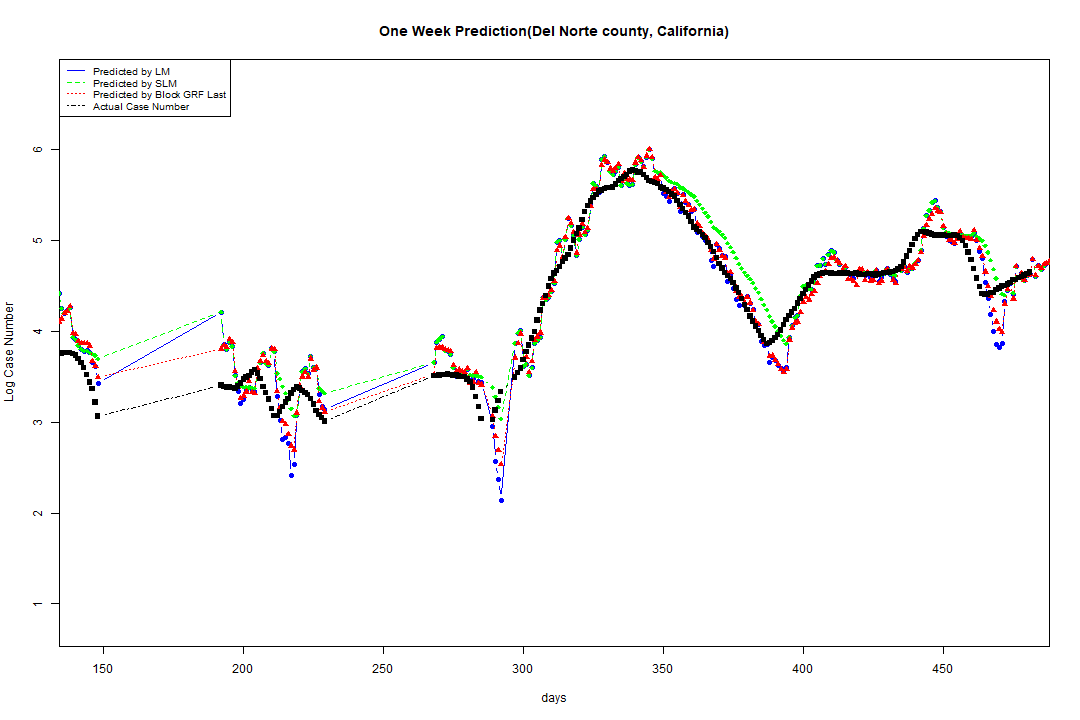 One Week Prediction(Del Norte county, California)
Predicted by LM
Predicted by SLM
Predicted by Block GRF Last
Actual Case Number
Log Case Number
6
5
4
3
2
1
150 200 250 300 350 400 450
days